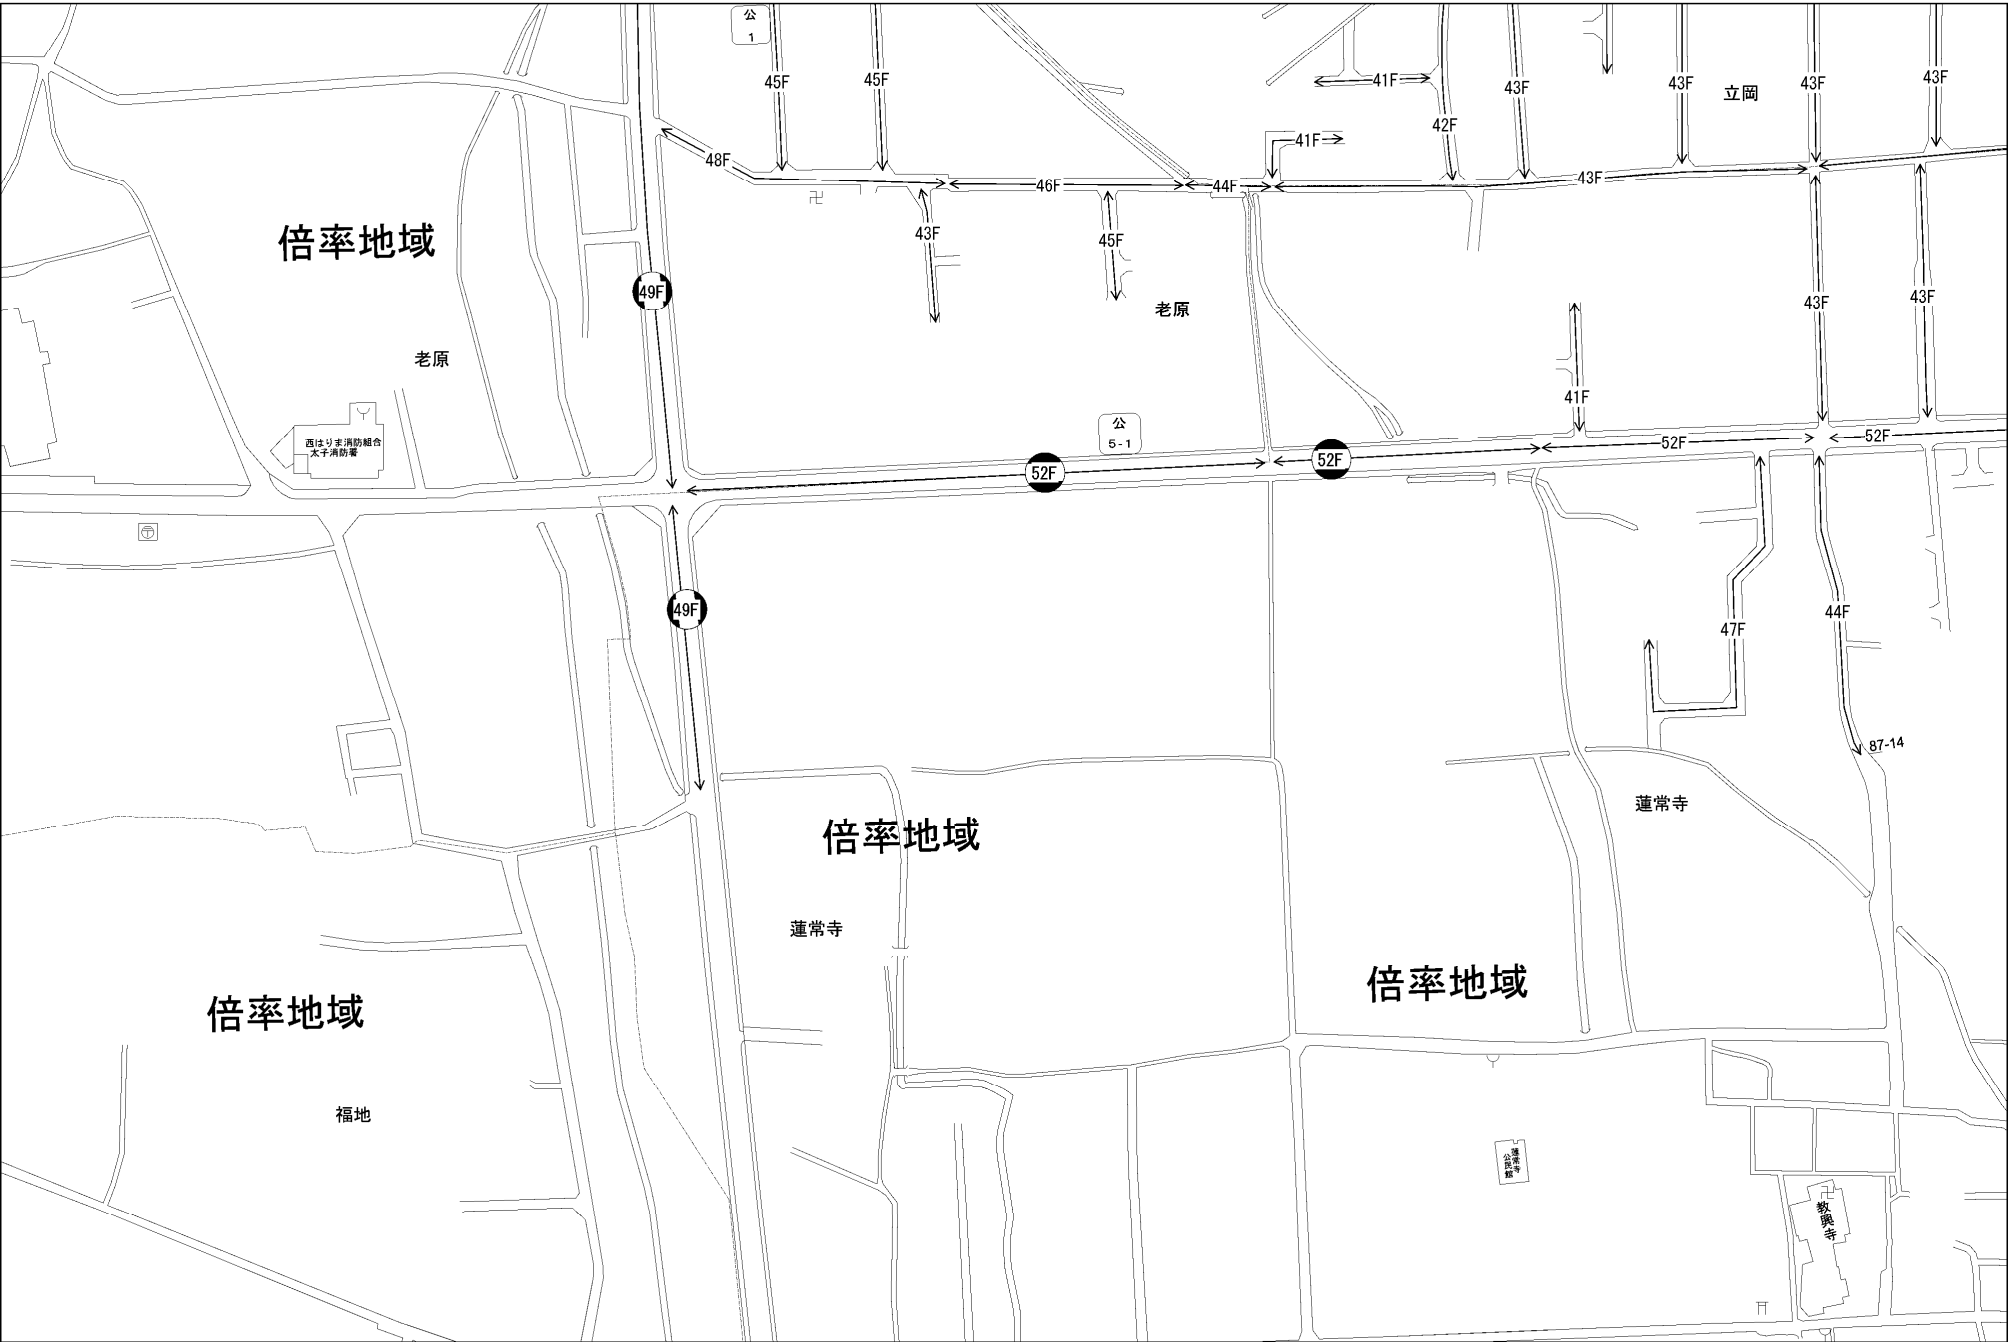 公
1
45F
45F
41F
43F
43F
立岡
43F
43F
42F
41F
48F
46F
44F
43F
43F
45F
倍率地域
49F
老原
43F
43F
老原
41F
公
5-1
西はりま消防組合
太子消防署
52F
52F
52F
52F
49F
47F
44F
87-14
蓮常寺
倍率地域
蓮常寺
倍率地域
倍率地域
福地
蓮常寺
公民館
教興寺